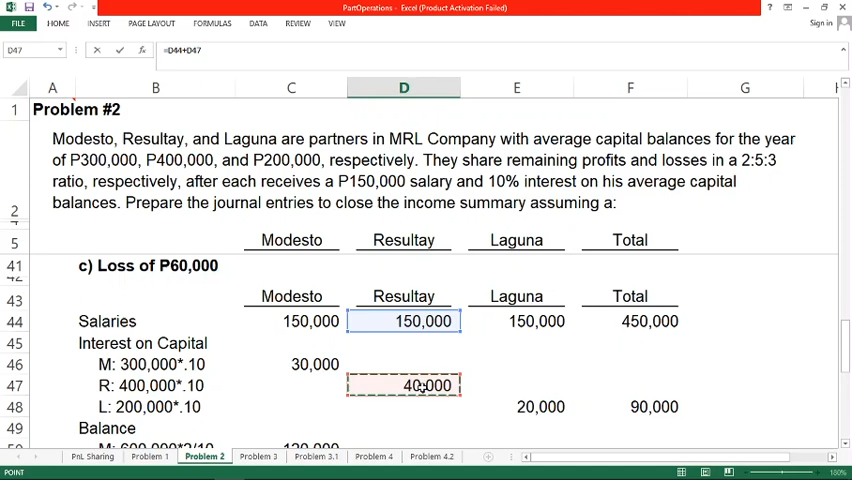 PartOperations - Excel (Product Activation Failed)
FILE HOME INSERT PAGE LAYOUT FORMULAS DATA REVIEW VIEW Sign in
D47 =D44+D47
A B C D E F G
1 Problem #2
Modesto, Resultay, and Laguna are partners in MRL Company with average capital balances for the year
of P300,000, P400,000, and P200,000, respectively. They share remaining profits and losses in a 2:5:3
ratio, respectively, after each receives a P150,000 salary and 10% interest on his average capital
2 balances. Prepare the journal entries to close the income summary assuming a:
5 Modesto Resultay Laguna Total
41 c) Loss of P60,000
43 Modesto Resultay Laguna Total
44 Salaries 150,000 150,000 150,000 450,000
45 Interest on Capital
46 M: 300,000*.10 30,000
47 R: 400,000*.10 40,000
48 L: 200,000*.10 20,000 90,000
49 Balance
PnL Sharing Problem 1 Problem 2 Problem 3 Problem 3.1 Problem 4 Problem 4.2
POINT 180%